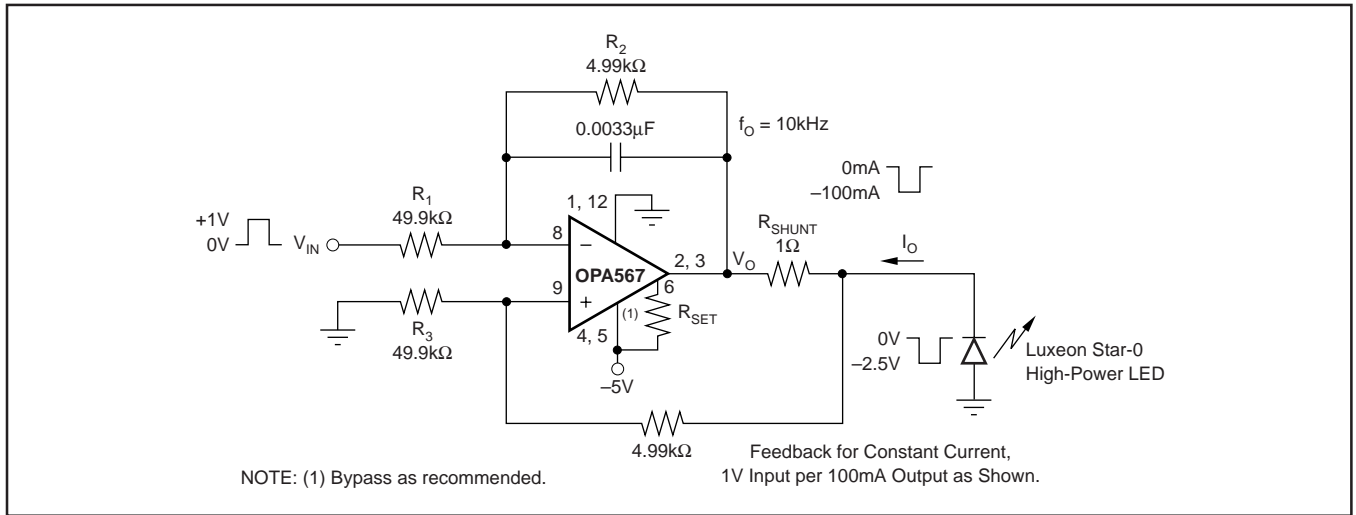 R2
4.99kΩ
0.0033µF
fO = 10kHz
0mA
–100mA
R1
49.9kΩ
1, 12
RSHUNT
1Ω
+1V
0V
VIN
8
–
2, 3
VO
IO
OPA567
9
+
6
(1)
RSET
R3
49.9kΩ
4, 5
0V
–2.5V
Luxeon Star-0
High-Power LED
–5V
4.99kΩ
Feedback for Constant Current,
1V Input per 100mA Output as Shown.
NOTE: (1) Bypass as recommended.